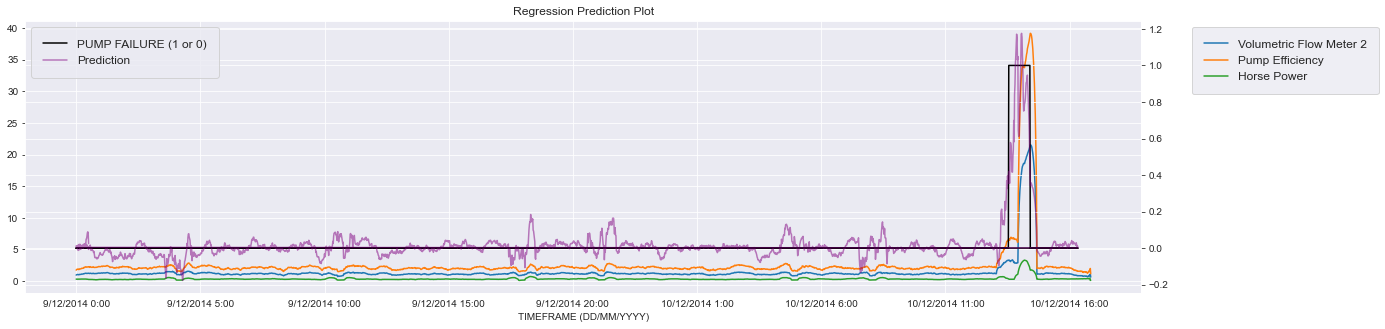 Regression Prediction Plot
40
35
30
25
20
15
10
5
0
PUMP FAILURE (1 or 0)
Prediction
1.2
1.0
0.8
0.6
0.4
0.2
0.0
−0.2
Volumetric Flow Meter 2
Pump Efficiency
Horse Power
9/12/2014 0:00 9/12/2014 5:00 9/12/2014 10:00 9/12/2014 15:00 9/12/2014 20:00 10/12/2014 1:00 10/12/2014 6:00 10/12/2014 11:00 10/12/2014 16:00
TIMEFRAME (DD/MM/YYYY)